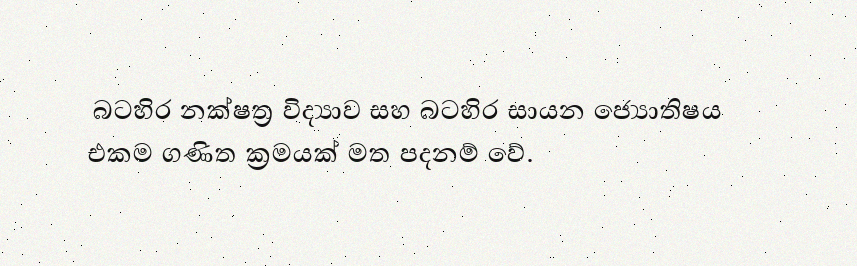 බටහිර නක්ෂත්‍ර විද්‍යාව සහ බටහිර සායන ජ්‍යොතිෂය
එකම ගණිත ක්‍රමයක් මත පදනම් වේ.